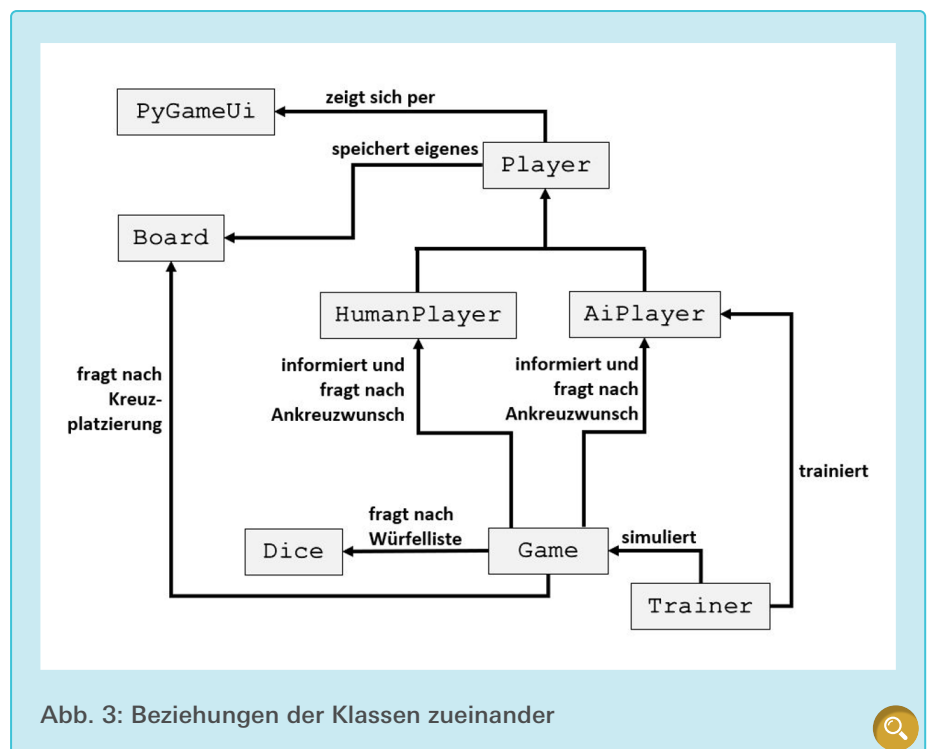 zeigt sich per
PyGameUi
speichert eigenes
Player
Board
HumanPlayer
AiPlayer
informiert und
fragt nach
Ankreuzwunsch
informiert und
fragt nach
Ankreuzwunsch
fragt nach
Kreuz-
platzierung
trainiert
fragt nach
Würfelliste
simuliert
Dice
Game
Trainer
Abb. 3: Beziehungen der Klassen zueinander